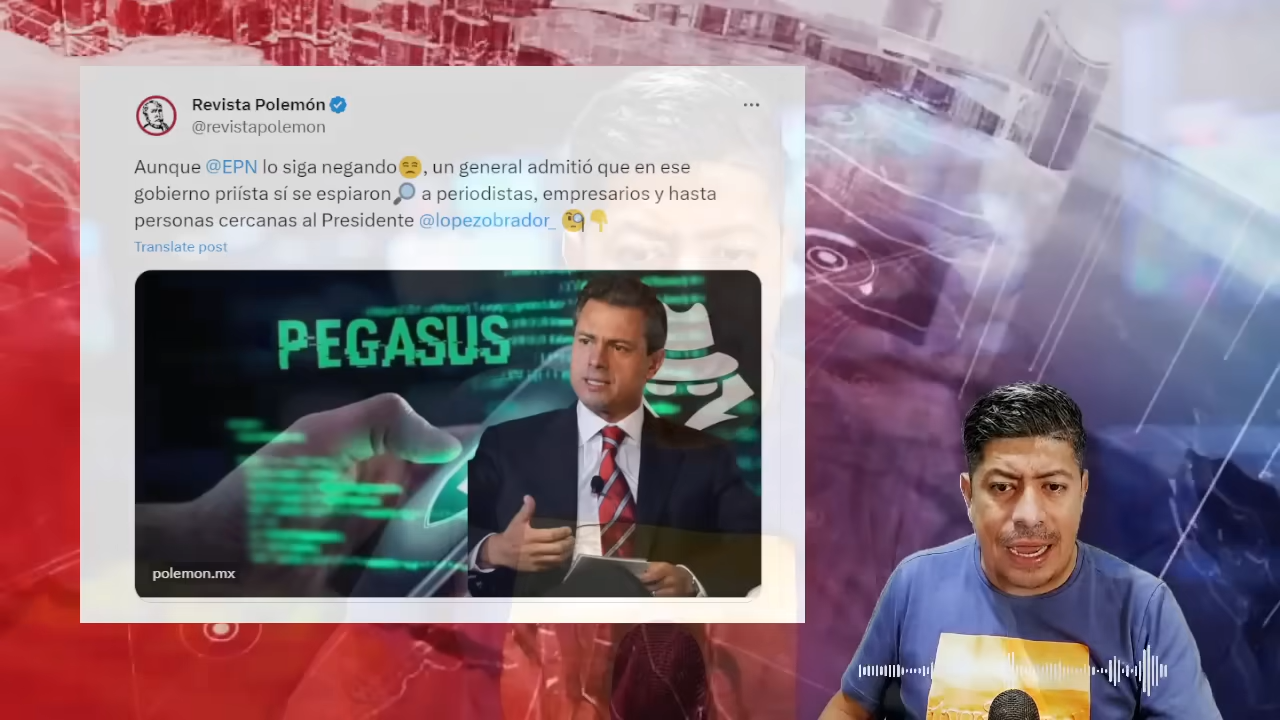 Revista Polemón
@revistapolemon
Aunque @EPN lo siga negando😒, un general admitió que en ese
gobierno priísta sí se espiaron🔎 a periodistas, empresarios y hasta
personas cercanas al Presidente @lopezobrador_ 🧐👇
Translate post
PEGASUS
polemon.mx